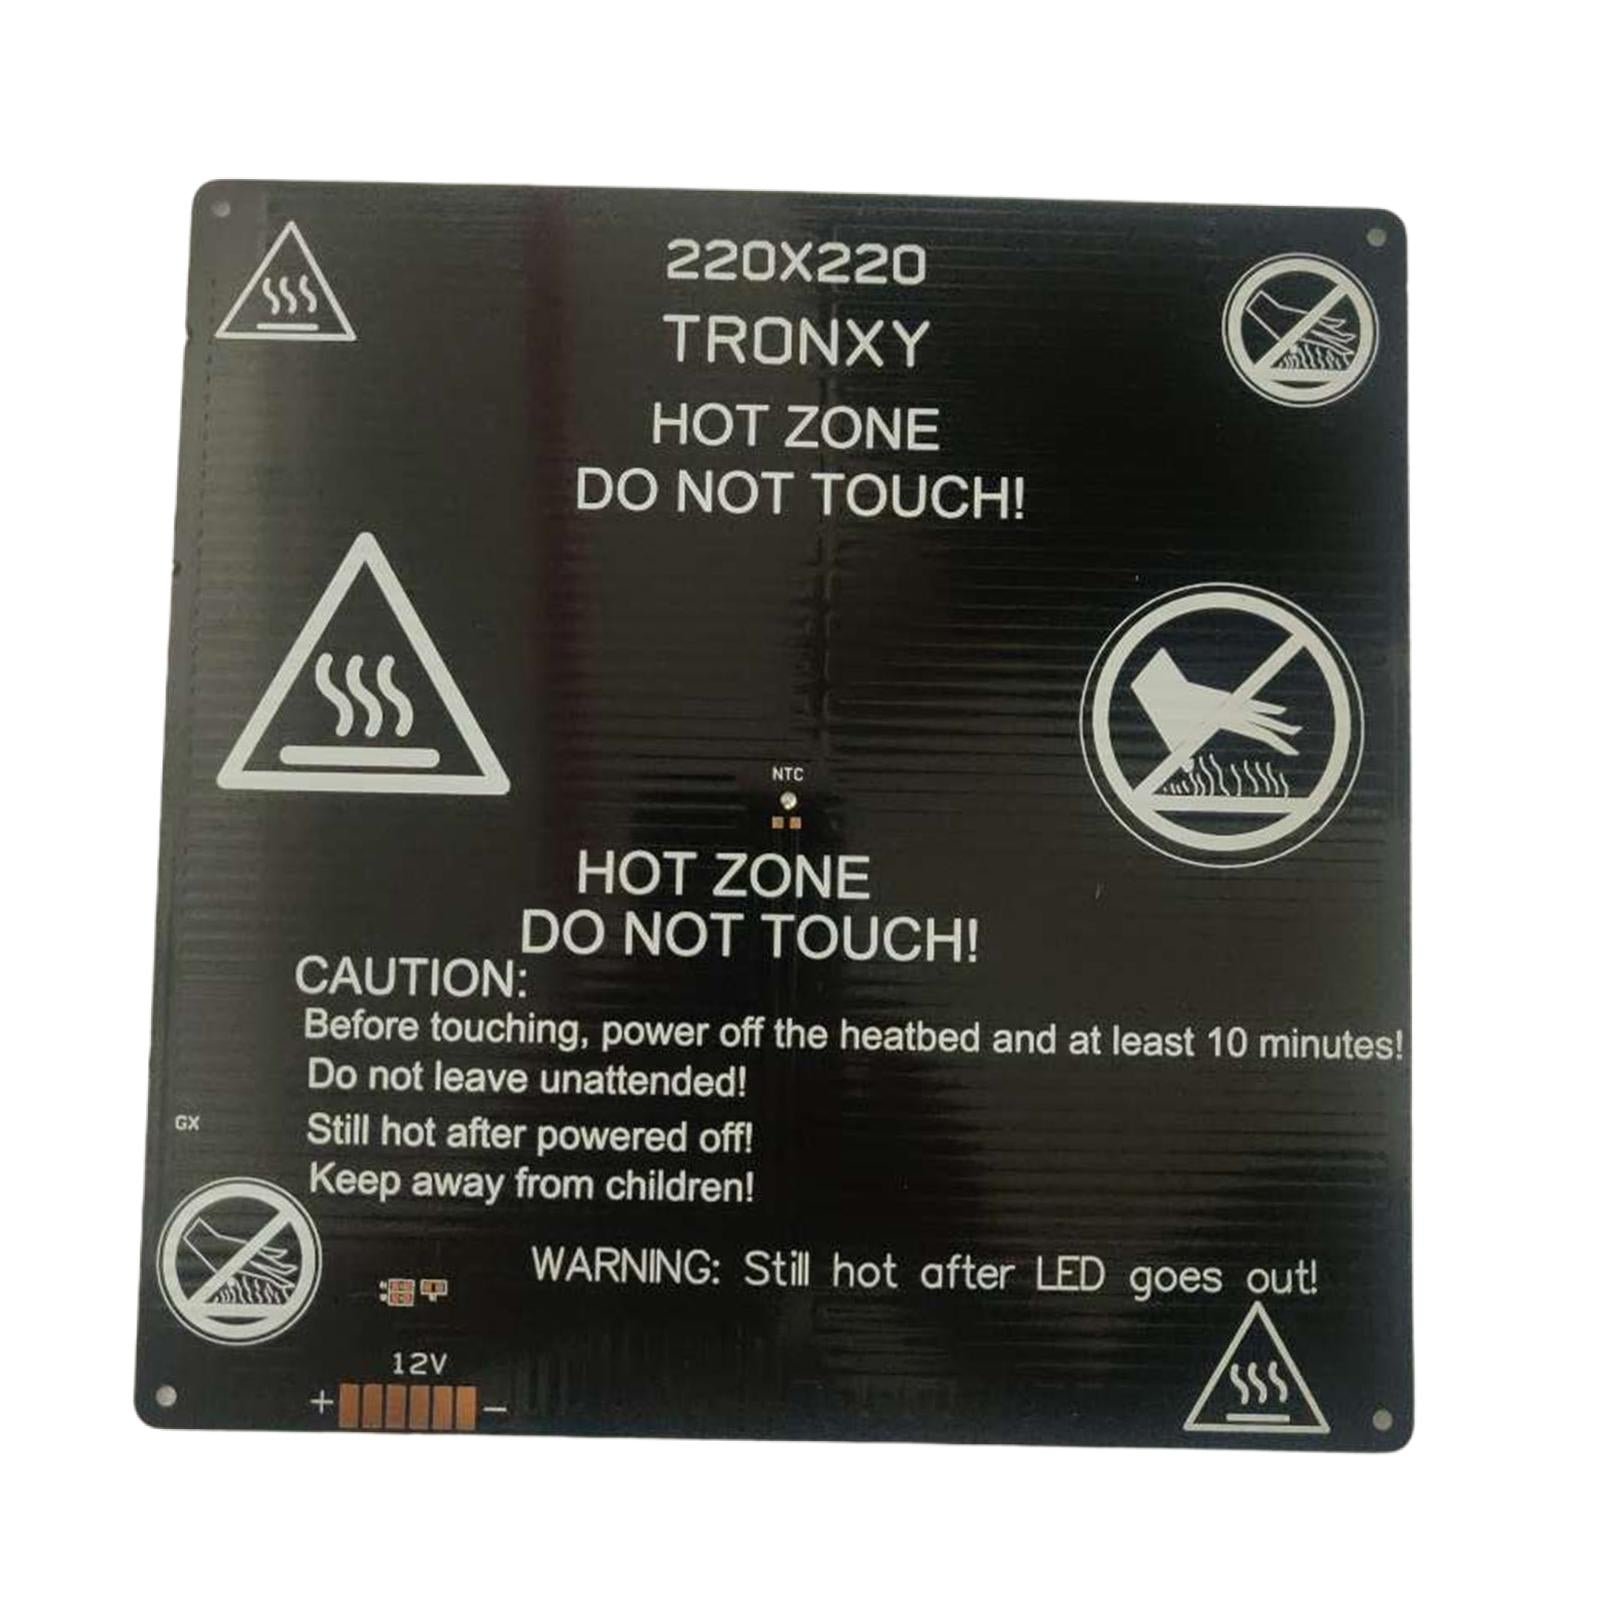 220X220
TRONXY
HOT ZONE
DO NOT TOUCH!
NTC
HOT ZONE
DO NOT TOUCH!
CAUTION:
Before touching, power off the heatbed and at least 10 minutes!
Do not leave unattended!
GX
Still hot after powered off!
Keep away from children!
WARNING: Still hot after LED goes out!
12V
+ −